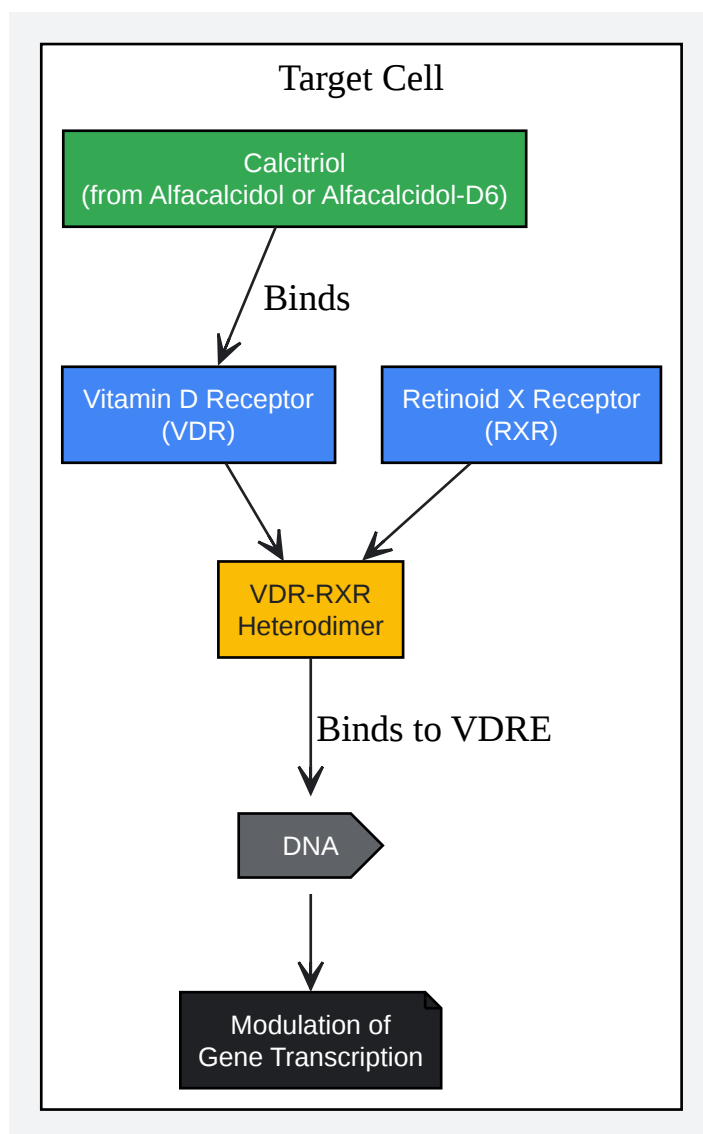 Target Cell
Calcitriol
(from Alfacalcidol or Alfacalcidol-D6)
Binds
Vitamin D Receptor
(VDR)
Retinoid X Receptor
(RXR)
VDR-RXR
Heterodimer
Binds to VDRE
DNA
Modulation of
Gene Transcription